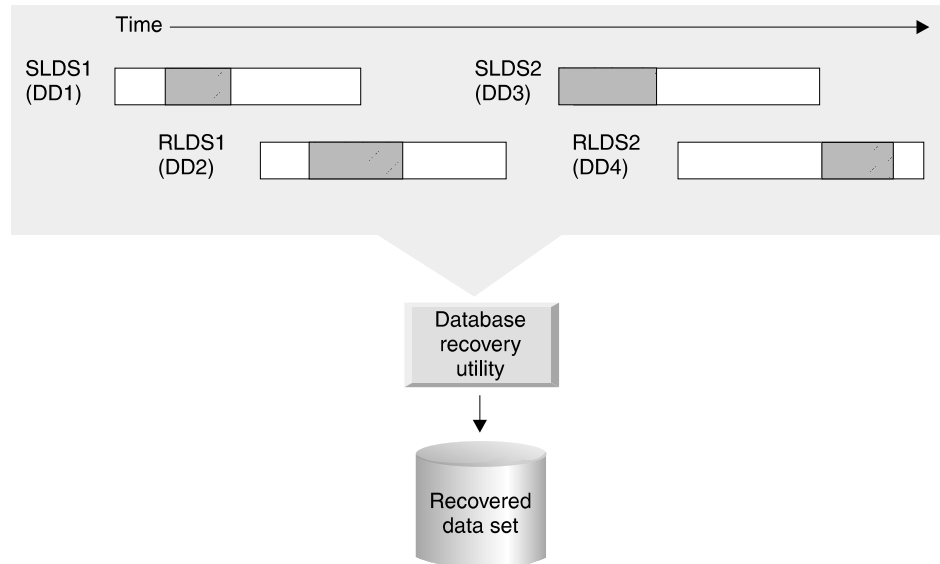 Time
SLDS1
(DD1)
SLDS2
(DD3)
RLDS1
(DD2)
RLDS2
(DD4)
Database
recovery
utility
Recovered
data set